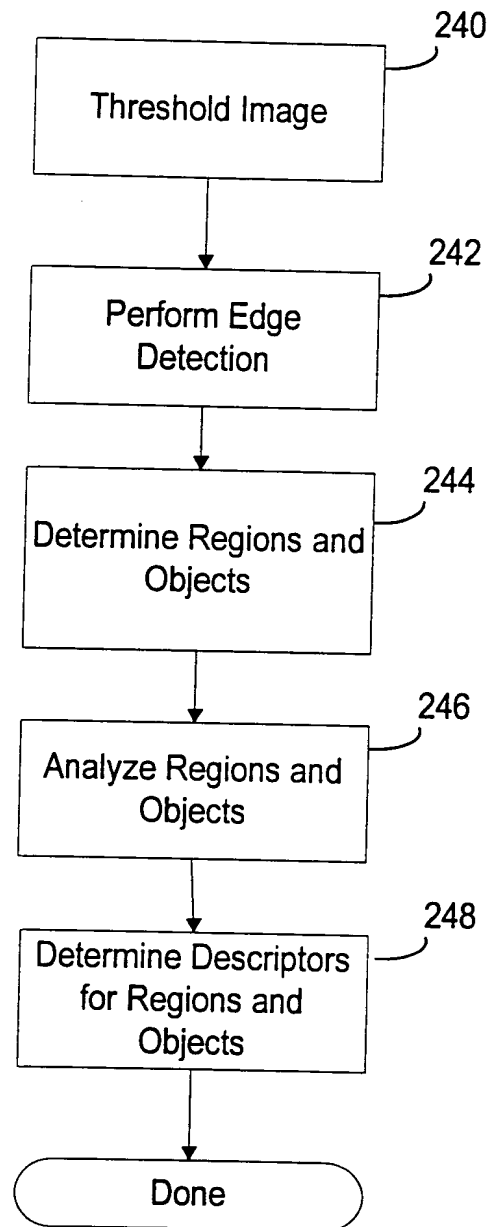 240
Threshold Image
242
Perform Edge
Detection
244
Determine Regions and
Objects
246
Analyze Regions and
Objects
248
Determine Descriptors
for Regions and
Objects
Done